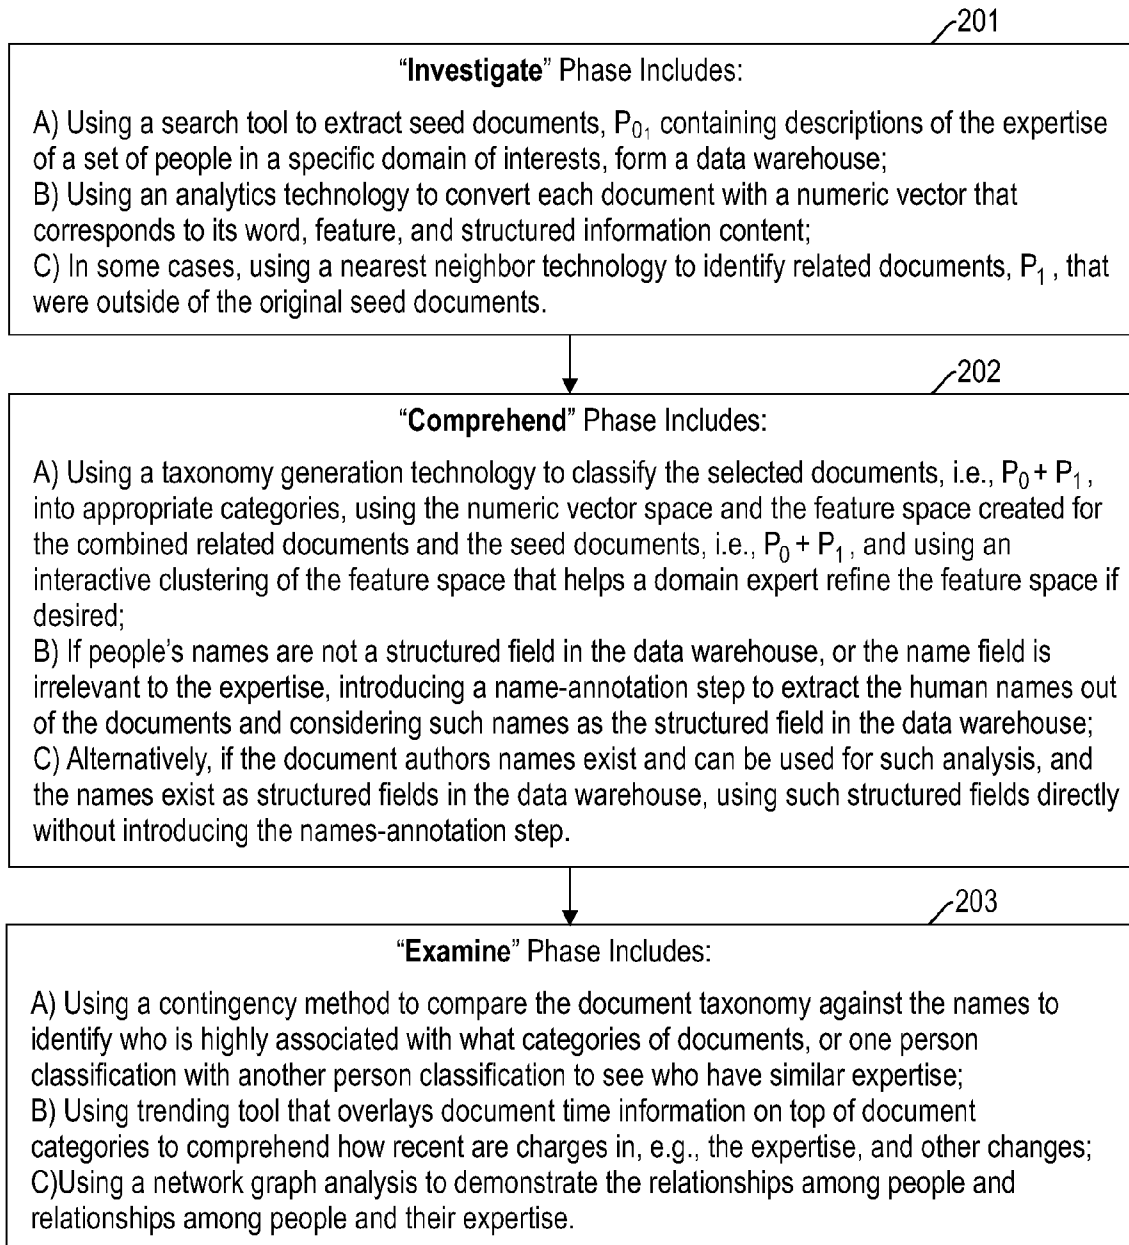 201
“Investigate” Phase Includes:
A) Using a search tool to extract seed documents, P₀, containing descriptions of the expertise
of a set of people in a specific domain of interests, form a data warehouse;
B) Using an analytics technology to convert each document with a numeric vector that
corresponds to its word, feature, and structured information content;
C) In some cases, using a nearest neighbor technology to identify related documents, P₁ , that
were outside of the original seed documents.
202
“Comprehend” Phase Includes:
A) Using a taxonomy generation technology to classify the selected documents, i.e., P₀ + P₁ ,
into appropriate categories, using the numeric vector space and the feature space created for
the combined related documents and the seed documents, i.e., P₀ + P₁ , and using an
interactive clustering of the feature space that helps a domain expert refine the feature space if
desired;
B) If people’s names are not a structured field in the data warehouse, or the name field is
irrelevant to the expertise, introducing a name-annotation step to extract the human names out
of the documents and considering such names as the structured field in the data warehouse;
C) Alternatively, if the document authors names exist and can be used for such analysis, and
the names exist as structured fields in the data warehouse, using such structured fields directly
without introducing the names-annotation step.
203
“Examine” Phase Includes:
A) Using a contingency method to compare the document taxonomy against the names to
identify who is highly associated with what categories of documents, or one person
classification with another person classification to see who have similar expertise;
B) Using trending tool that overlays document time information on top of document
categories to comprehend how recent are charges in, e.g., the expertise, and other changes;
C)Using a network graph analysis to demonstrate the relationships among people and
relationships among people and their expertise.